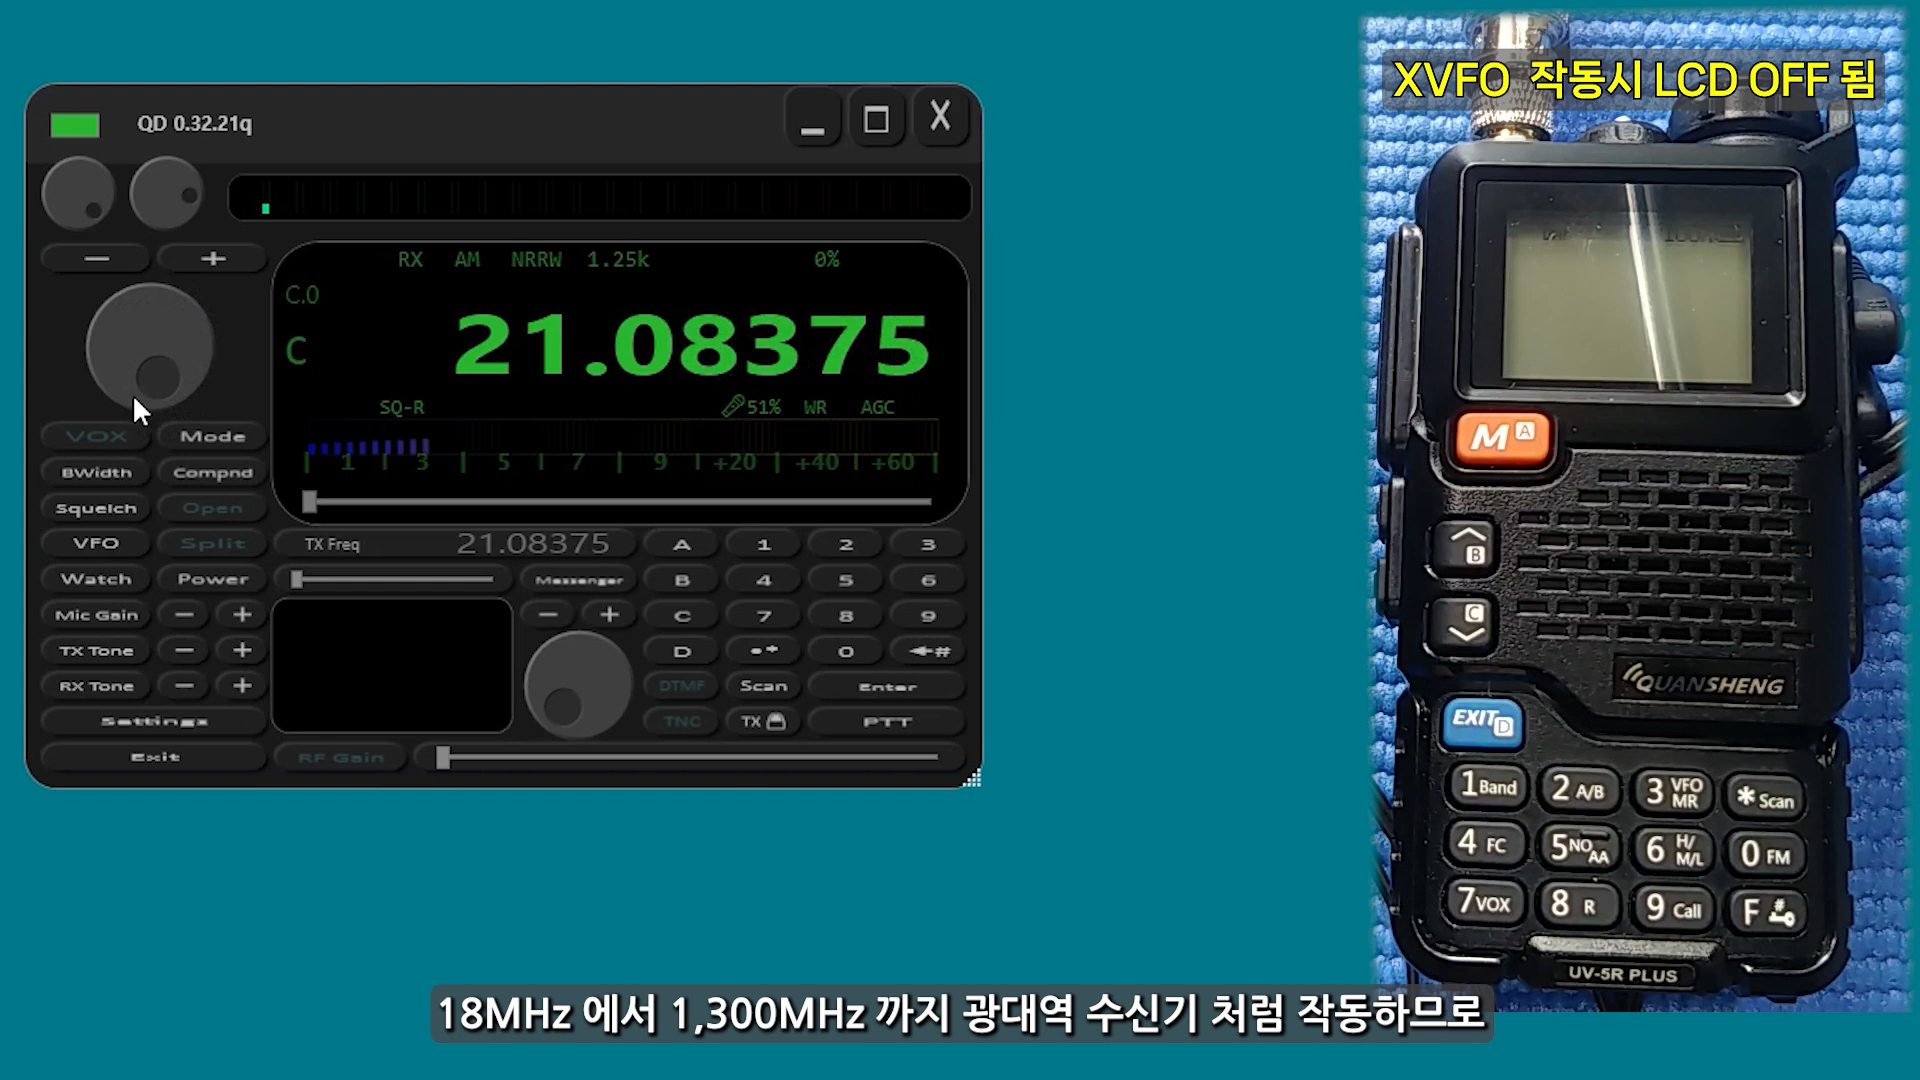 XVFO 작동시 LCD OFF 됨
QD 0.32.21q
RX AM NRRW 1.25k 0%
C.0
C 21.08375
SQ-R 51% WR AGC
1 3 5 7 9 +20 +40 +60
VOX Mode
BWidth Compnd
Squelch Open
VFO Split TX Freq 21.08375 A 1 2 3
Watch Power Messenger B 4 5 6
Mic Gain − + − + C 7 8 9
TX Tone − + D •* 0 ←#
RX Tone − + DTMF Scan Enter
Settings TNC TX PTT
Exit RF Gain
M A
B
C
QUANSHENG
EXIT D
1 Band 2 A/B 3 VFO MR * Scan
4 FC 5 NOAA 6 H/M/L 0 FM
7 VOX 8 R 9 Call F #
UV-5R PLUS
18MHz 에서 1,300MHz 까지 광대역 수신기 처럼 작동하므로